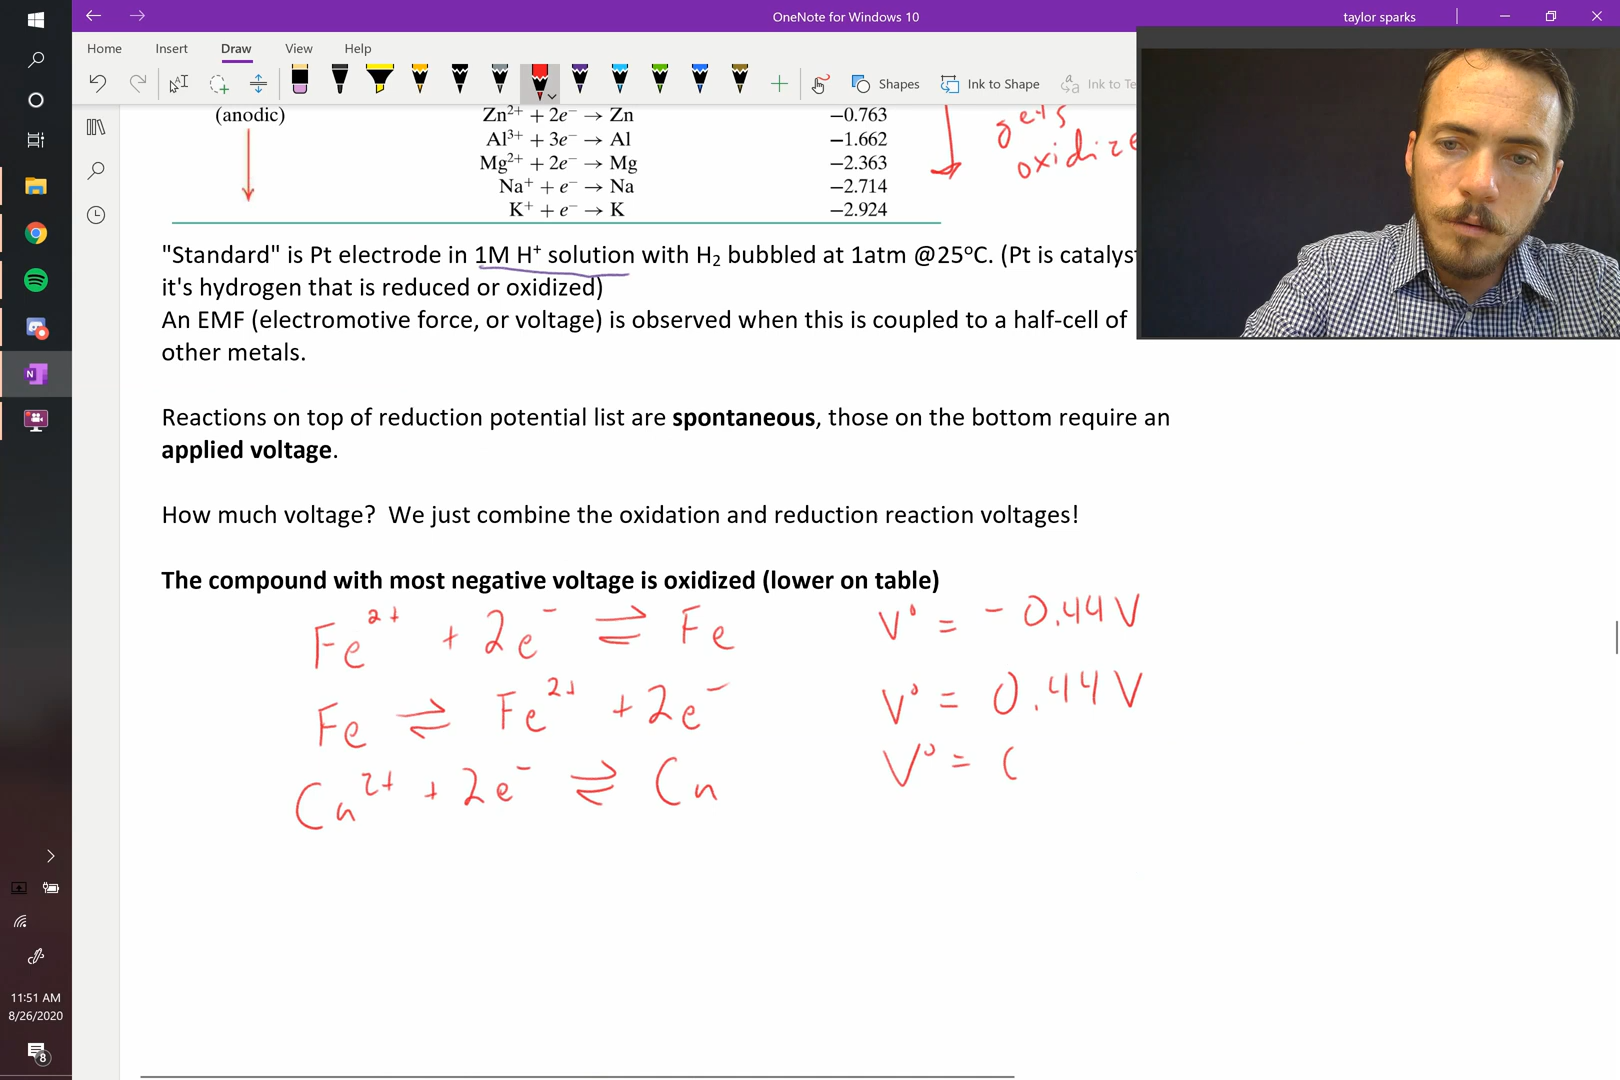 OneNote for Windows 10
taylor sparks
Home Insert Draw View Help
Shapes Ink to Shape Ink to Te
(anodic) Zn²⁺ + 2e⁻ → Zn −0.763
Al³⁺ + 3e⁻ → Al −1.662
Mg²⁺ + 2e⁻ → Mg −2.363
Na⁺ + e⁻ → Na −2.714
K⁺ + e⁻ → K −2.924
gets
oxidize
"Standard" is Pt electrode in 1M H⁺ solution with H₂ bubbled at 1atm @25°C. (Pt is catalyst
it's hydrogen that is reduced or oxidized)
An EMF (electromotive force, or voltage) is observed when this is coupled to a half-cell of
other metals.
Reactions on top of reduction potential list are spontaneous, those on the bottom require an
applied voltage.
How much voltage? We just combine the oxidation and reduction reaction voltages!
The compound with most negative voltage is oxidized (lower on table)
Fe²⁺ + 2e⁻ ⇌ Fe V° = -0.44V
Fe ⇌ Fe²⁺ + 2e⁻ V° = 0.44V
Cu²⁺ + 2e⁻ ⇌ Cu V° = (
11:51 AM
8/26/2020
8